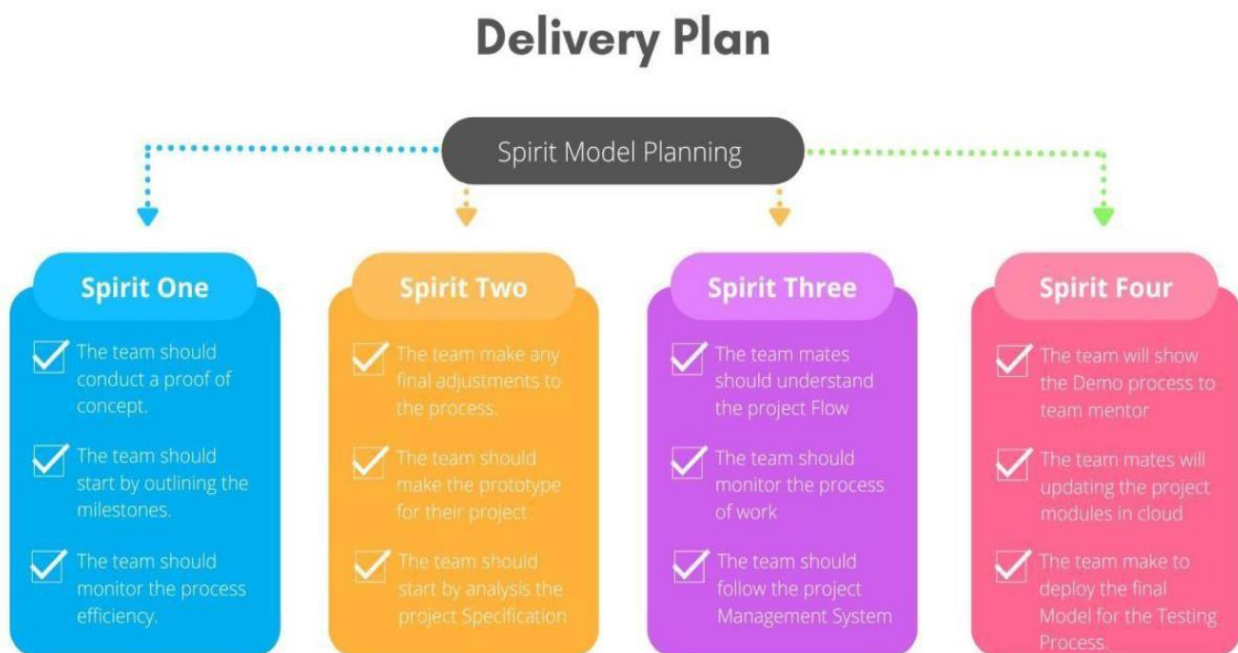 Delivery Plan
Spirit Model Planning
Spirit One
The team should
conduct a proof of
concept.
The team should
start by outlining the
milestones.
The team should
monitor the process
efficiency.
Spirit Two
The team make any
final adjustments to
the process.
The team should
make the prototype
for their project
The team should
start by analysis the
project Specification
Spirit Three
The team mates
should understand
the project Flow
The team should
monitor the process
of work
The team should
follow the project
Management System
Spirit Four
The team will show
the Demo process to
team mentor
The team mates will
updating the project
modules in cloud
The team make to
deploy the final
Model for the Testing
Process.